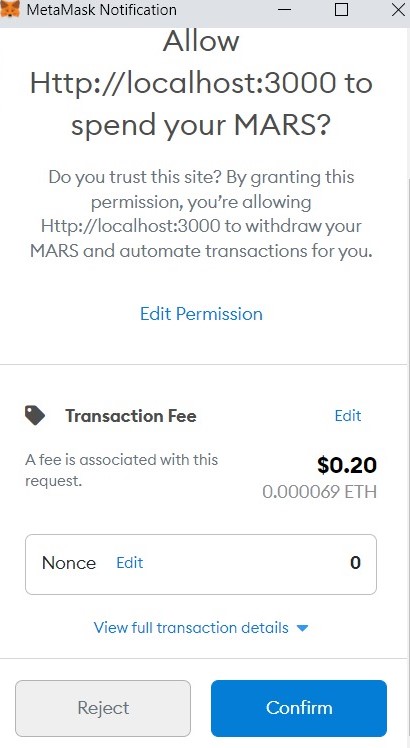 MetaMask Notification
Allow
Http://localhost:3000 to
spend your MARS?
Do you trust this site? By granting this
permission, you’re allowing
Http://localhost:3000 to withdraw your
MARS and automate transactions for you.
Edit Permission
Transaction Fee
Edit
A fee is associated with this
request.
$0.20
0.000069 ETH
Nonce Edit 0
View full transaction details
Reject Confirm